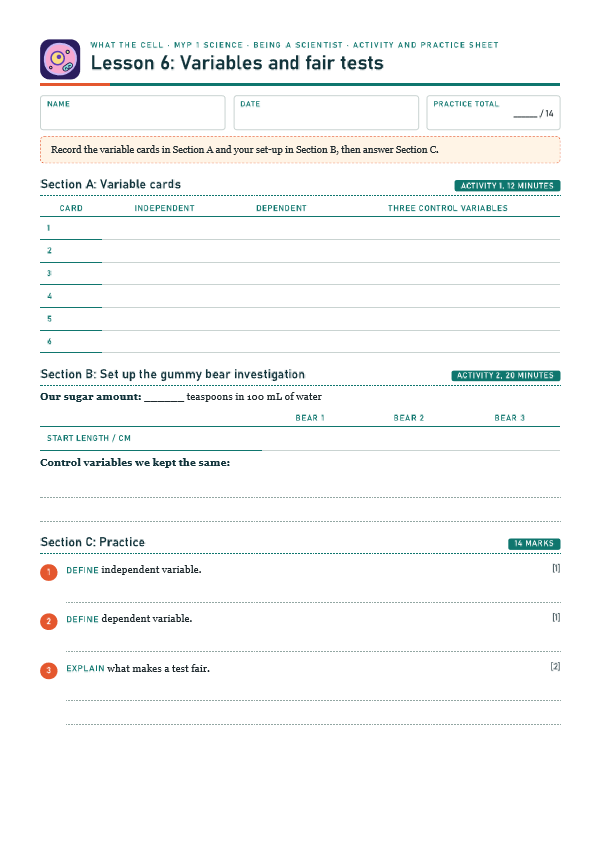 WHAT THE CELL · MYP 1 SCIENCE · BEING A SCIENTIST · ACTIVITY AND PRACTICE SHEET
Lesson 6: Variables and fair tests
NAME
DATE
PRACTICE TOTAL
_____ / 14
Record the variable cards in Section A and your set-up in Section B, then answer Section C.
Section A: Variable cards
ACTIVITY 1, 12 MINUTES
CARD INDEPENDENT DEPENDENT THREE CONTROL VARIABLES
1
2
3
4
5
6
Section B: Set up the gummy bear investigation
ACTIVITY 2, 20 MINUTES
Our sugar amount: _______ teaspoons in 100 mL of water
BEAR 1 BEAR 2 BEAR 3
START LENGTH / CM
Control variables we kept the same:
Section C: Practice
14 MARKS
1 DEFINE independent variable. [1]
2 DEFINE dependent variable. [1]
3 EXPLAIN what makes a test fair. [2]